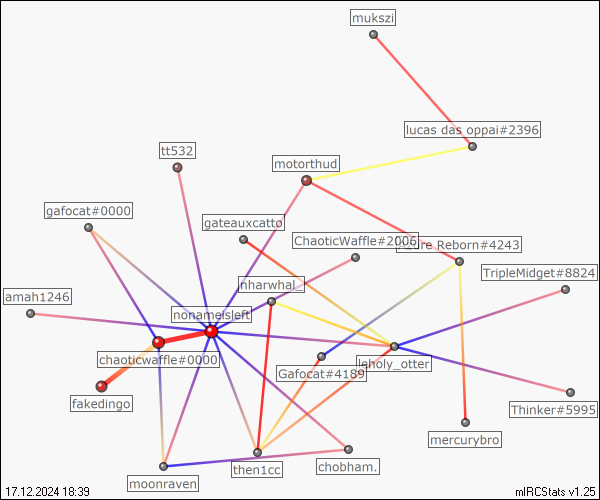 mukszi
lucas das oppai#2396
tt532
motorthud
gafocat#0000
gateauxcatto
ChaoticWaffle#2006
Reborn#4243
TripleMidget#8824
amah1246
nharwhal_
nonameisleft
chaoticwaffle#0000
Gafocat#4189
leholy_otter
fakedingo
Thinker#5995
mercurybro
moonraven
then1cc
chobham.
17.12.2024 18:39
mIRCStats v1.25